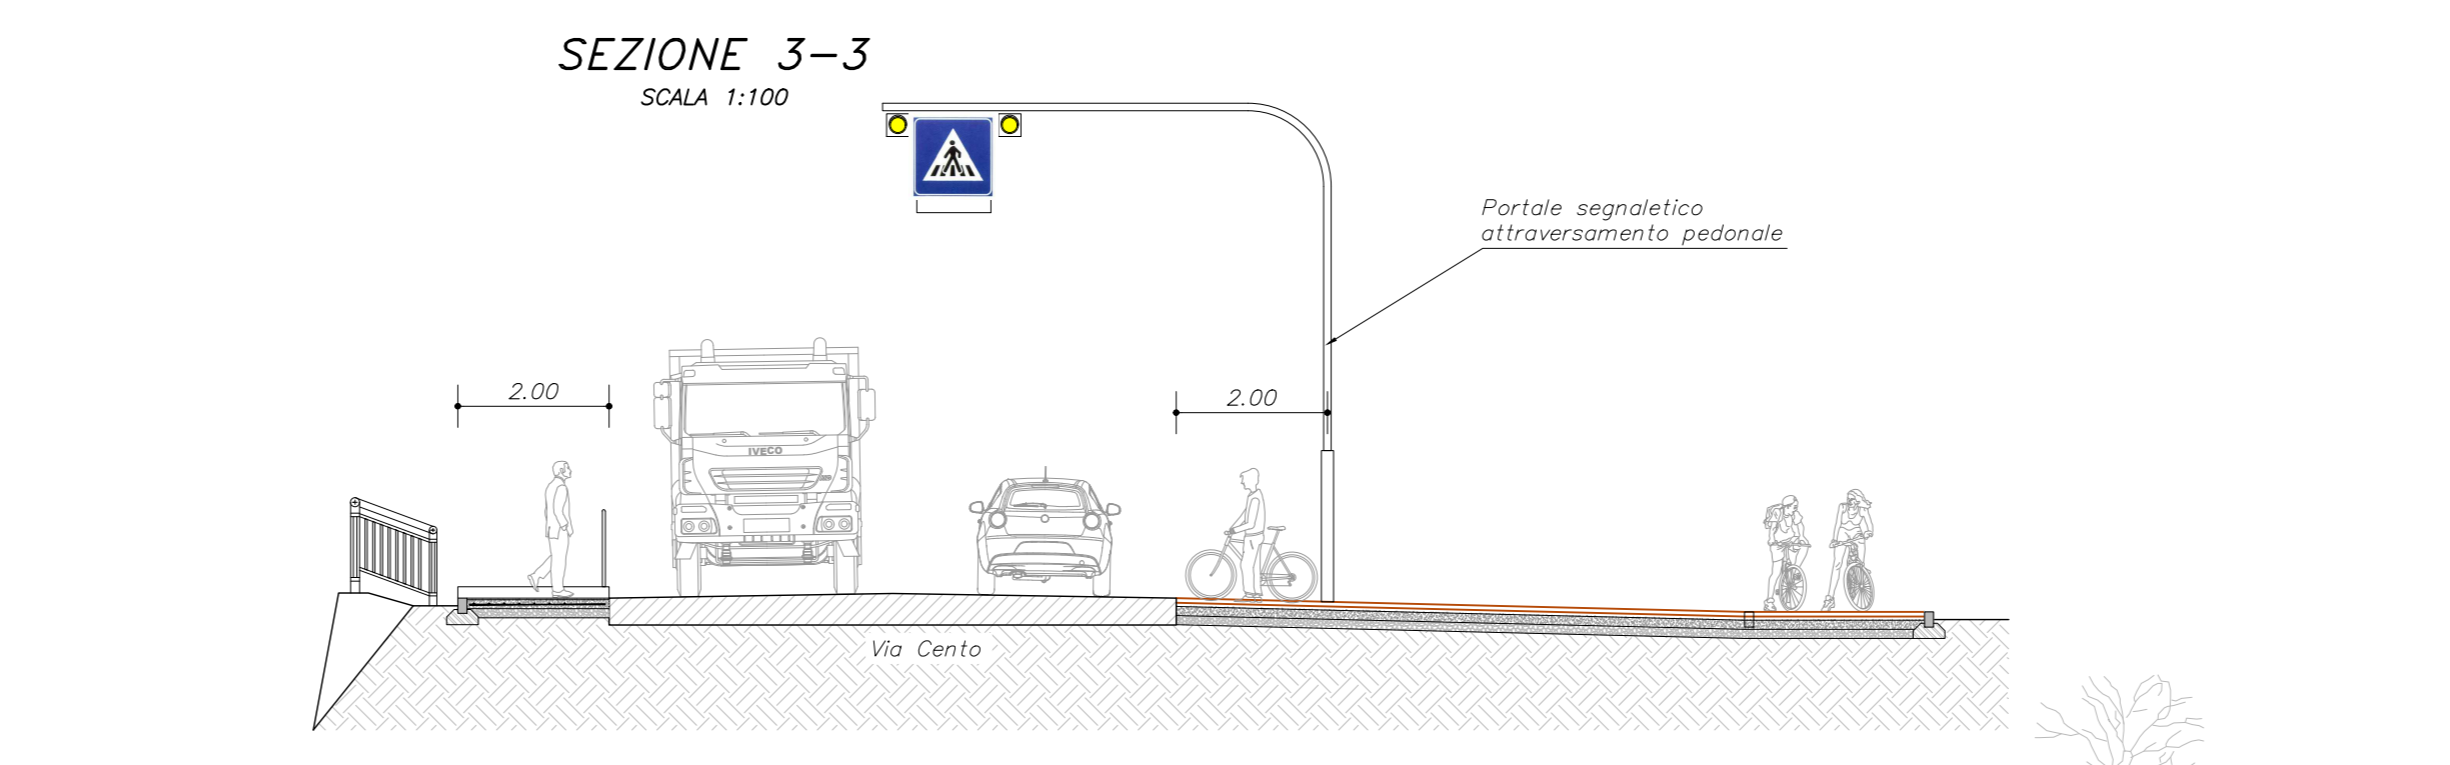 SEZIONE 3-3
SCALA 1:100
Portale segnaletico
attraversamento pedonale
2.00
2.00
IVECO
Via Cento